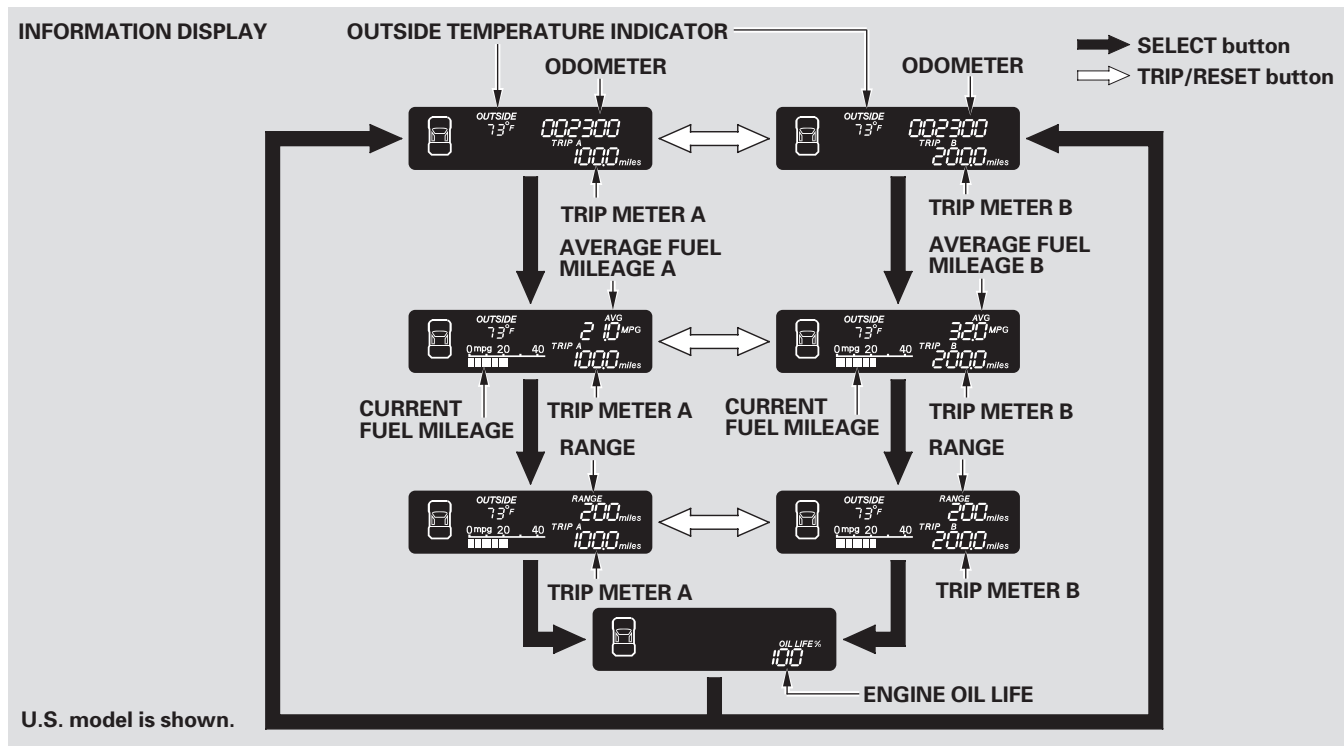 INFORMATION DISPLAY
OUTSIDE TEMPERATURE INDICATOR
SELECT button
TRIP/RESET button
ODOMETER
ODOMETER
OUTSIDE
73°F
002300
TRIP A
100.0 miles
OUTSIDE
73°F
002300
TRIP B
200.0 miles
TRIP METER A
TRIP METER B
AVERAGE FUEL
MILEAGE A
AVERAGE FUEL
MILEAGE B
OUTSIDE
73°F
AVG
21.0 MPG
0 mpg 20 40
TRIP A
100.0 miles
OUTSIDE
73°F
AVG
32.0 MPG
0 mpg 20 40
TRIP B
200.0 miles
CURRENT
FUEL MILEAGE
TRIP METER A
CURRENT
FUEL MILEAGE
TRIP METER B
RANGE
RANGE
OUTSIDE
73°F
RANGE
200 miles
0 mpg 20 40
TRIP A
100.0 miles
OUTSIDE
73°F
RANGE
200 miles
0 mpg 20 40
TRIP B
200.0 miles
TRIP METER A
TRIP METER B
OIL LIFE %
100
ENGINE OIL LIFE
U.S. model is shown.